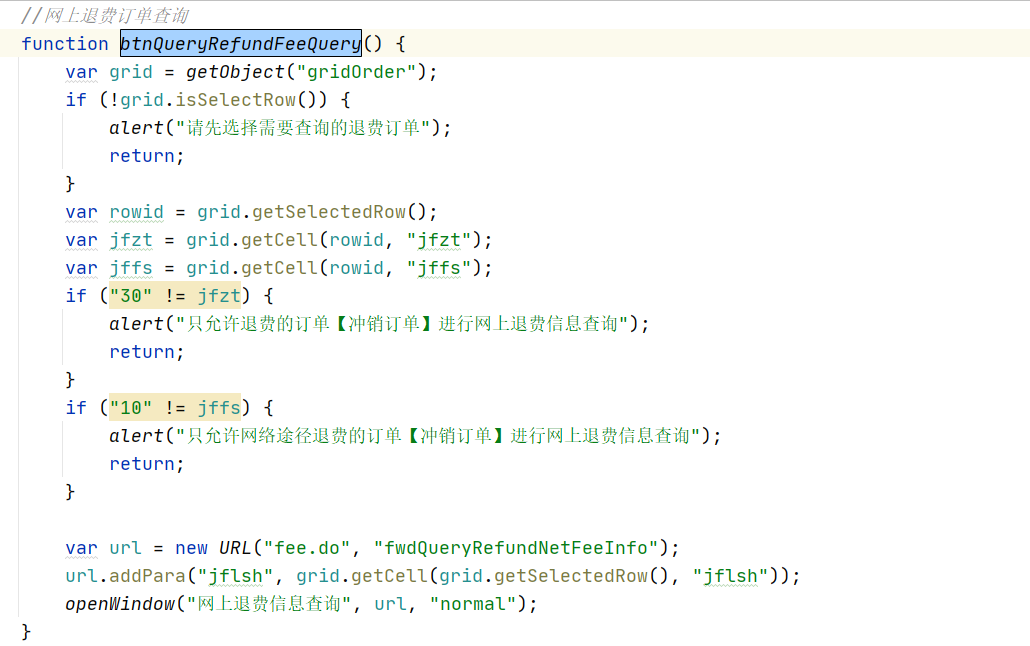 //网上退费订单查询
function btnQueryRefundFeeQuery() {
    var grid = getObject("gridOrder");
    if (!grid.isSelectRow()) {
        alert("请先选择需要查询的退费订单");
        return;
    }
    var rowid = grid.getSelectedRow();
    var jfzt = grid.getCell(rowid, "jfzt");
    var jffs = grid.getCell(rowid, "jffs");
    if ("30" != jfzt) {
        alert("只允许退费的订单【冲销订单】进行网上退费信息查询");
        return;
    }
    if ("10" != jffs) {
        alert("只允许网络途径退费的订单【冲销订单】进行网上退费信息查询");
        return;
    }
    var url = new URL("fee.do", "fwdQueryRefundNetFeeInfo");
    url.addPara("jflsh", grid.getCell(grid.getSelectedRow(), "jflsh"));
    openWindow("网上退费信息查询", url, "normal");
}